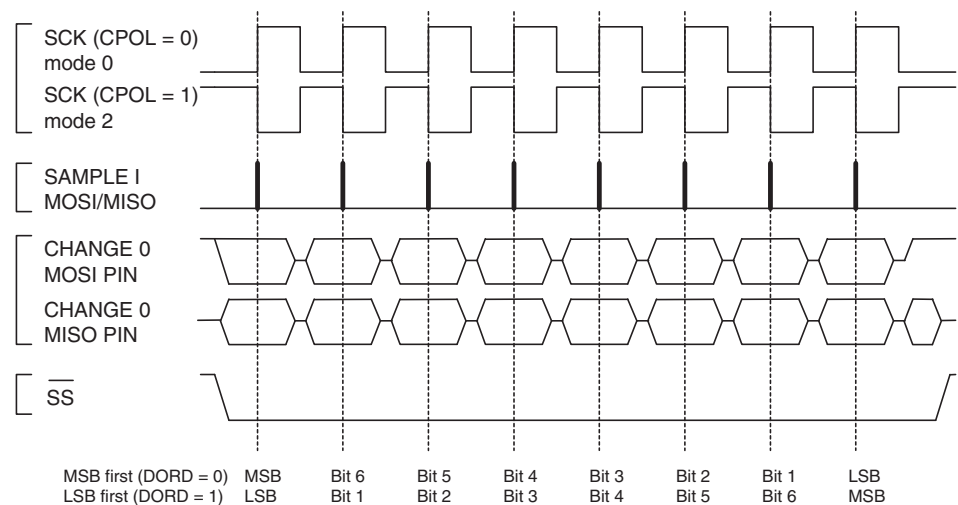 SCK (CPOL = 0)
mode 0
SCK (CPOL = 1)
mode 2
SAMPLE I
MOSI/MISO
CHANGE 0
MOSI PIN
CHANGE 0
MISO PIN
SS
MSB first (DORD = 0) MSB Bit 6 Bit 5 Bit 4 Bit 3 Bit 2 Bit 1 LSB
LSB first (DORD = 1) LSB Bit 1 Bit 2 Bit 3 Bit 4 Bit 5 Bit 6 MSB